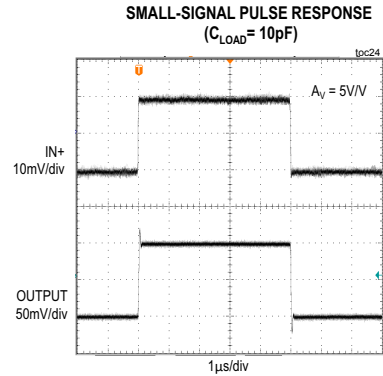 SMALL-SIGNAL PULSE RESPONSE
(CLOAD= 10pF)
toc24
AV = 5V/V
IN+
10mV/div
OUTPUT
50mV/div
1µs/div